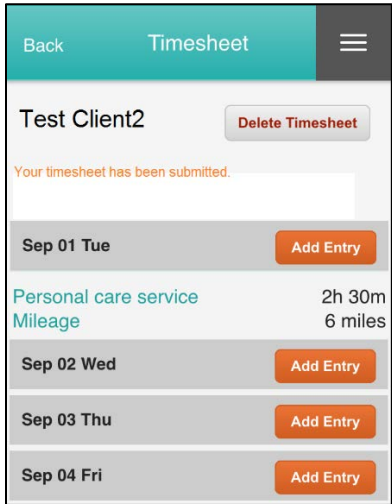 Back Timesheet
Test Client2 Delete Timesheet
Your timesheet has been submitted.
Sep 01 Tue Add Entry
Personal care service 2h 30m
Mileage 6 miles
Sep 02 Wed Add Entry
Sep 03 Thu Add Entry
Sep 04 Fri Add Entry